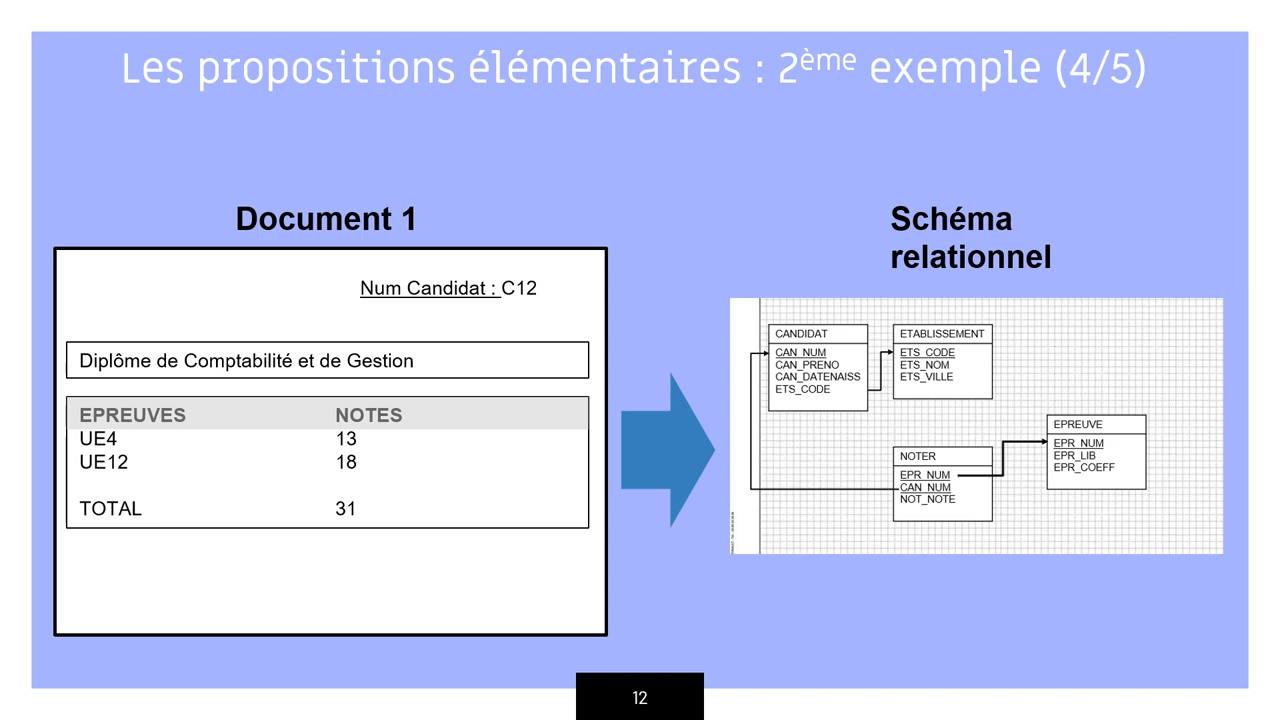 Les propositions élémentaires : 2ème exemple (4/5)
Document 1
Num Candidat : C12
Diplôme de Comptabilité et de Gestion
EPREUVES NOTES
UE4 13
UE12 18
TOTAL 31
Schéma
relationnel
CANDIDAT
CAN_NUM
CAN_PRENO
CAN_DATENAISS
ETS_CODE
ETABLISSEMENT
ETS_CODE
ETS_NOM
ETS_VILLE
EPREUVE
EPR_NUM
EPR_LIB
EPR_COEFF
NOTER
EPR_NUM
CAN_NUM
NOT_NOTE
12